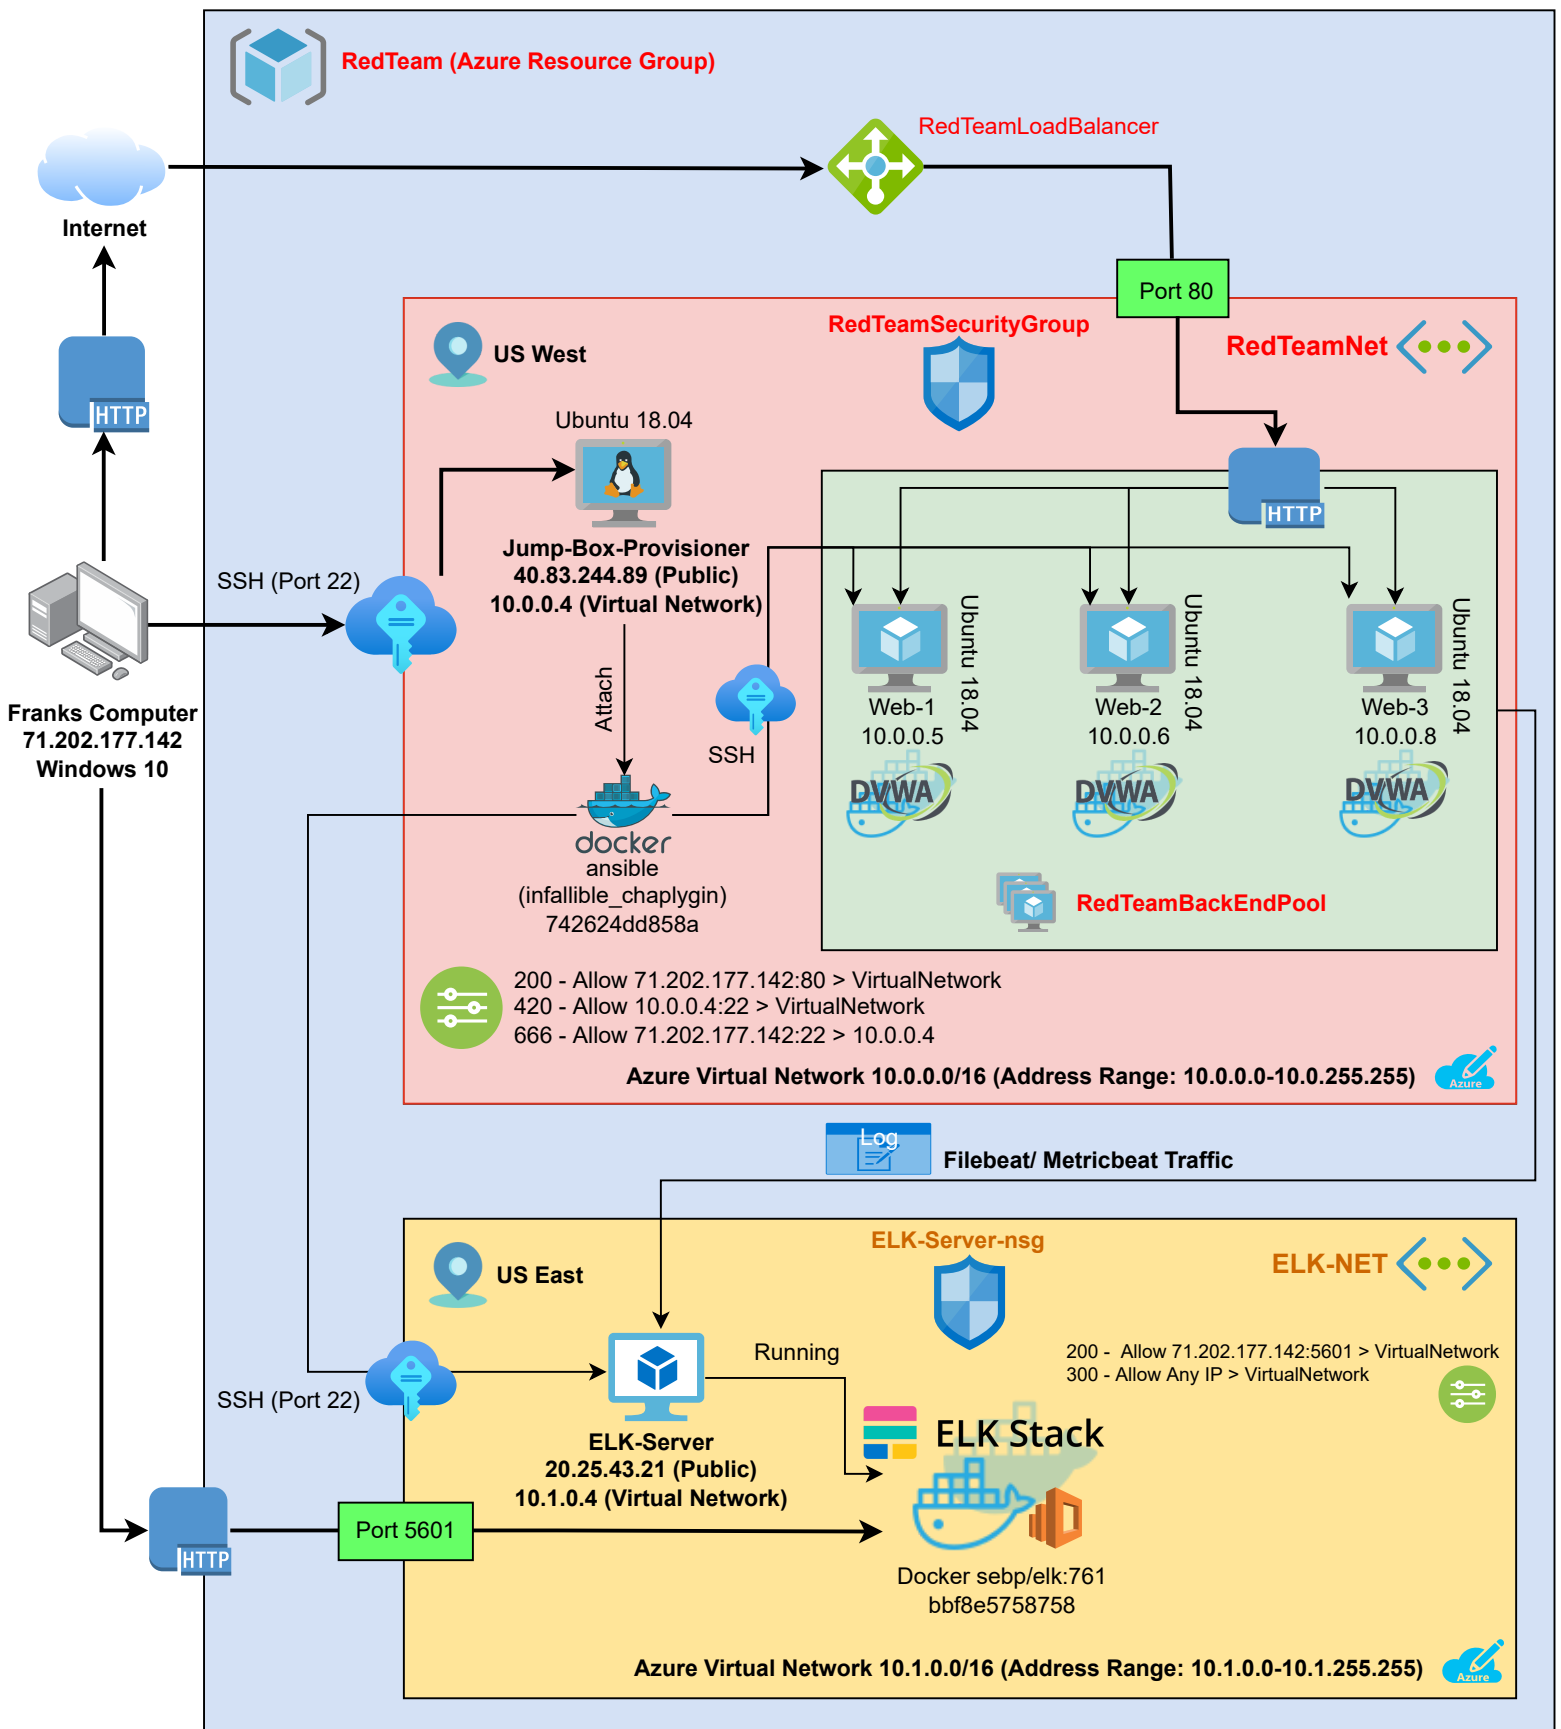 RedTeam (Azure Resource Group)
RedTeamLoadBalancer
Internet
Port 80
HTTP
US West
RedTeamSecurityGroup
RedTeamNet
Ubuntu 18.04
HTTP
Jump-Box-Provisioner
40.83.244.89 (Public)
10.0.0.4 (Virtual Network)
SSH (Port 22)
Franks Computer
71.202.177.142
Windows 10
Attach
SSH
Ubuntu 18.04
Web-1
10.0.0.5
DVWA
Ubuntu 18.04
Web-2
10.0.0.6
DVWA
Ubuntu 18.04
Web-3
10.0.0.8
DVWA
docker
ansible
(infallible_chaplygin)
742624dd858a
RedTeamBackEndPool
200 - Allow 71.202.177.142:80 > VirtualNetwork
420 - Allow 10.0.0.4:22 > VirtualNetwork
666 - Allow 71.202.177.142:22 > 10.0.0.4
Azure Virtual Network 10.0.0.0/16 (Address Range: 10.0.0.0-10.0.255.255)
Azure
Log
Filebeat/ Metricbeat Traffic
US East
ELK-Server-nsg
ELK-NET
200 -  Allow 71.202.177.142:5601 > VirtualNetwork
300 - Allow Any IP > VirtualNetwork
Running
SSH (Port 22)
ELK-Server
20.25.43.21 (Public)
10.1.0.4 (Virtual Network)
ELK Stack
HTTP
Port 5601
Docker sebp/elk:761
bbf8e5758758
Azure Virtual Network 10.1.0.0/16 (Address Range: 10.1.0.0-10.1.255.255)
Azure